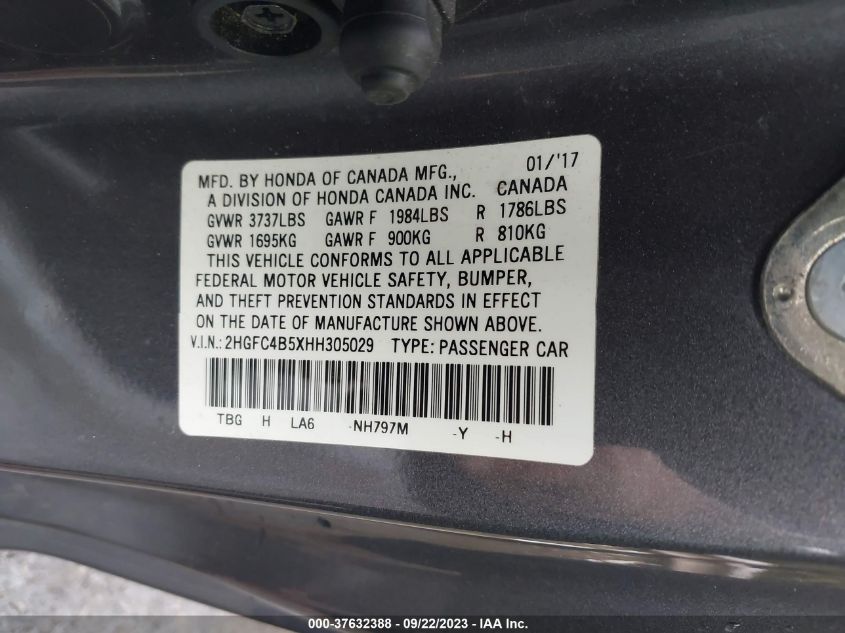 MFD. BY HONDA OF CANADA MFG., 01/'17
A DIVISION OF HONDA CANADA INC. CANADA
GVWR 3737LBS GAWR F 1984LBS R 1786LBS
GVWR 1695KG GAWR F 900KG R 810KG
THIS VEHICLE CONFORMS TO ALL APPLICABLE
FEDERAL MOTOR VEHICLE SAFETY, BUMPER,
AND THEFT PREVENTION STANDARDS IN EFFECT
ON THE DATE OF MANUFACTURE SHOWN ABOVE.
V.I.N.: 2HGFC4B5XHH305029 TYPE: PASSENGER CAR
TBG H LA6 -NH797M -Y -H
000-37632388 - 09/22/2023 - IAA Inc.